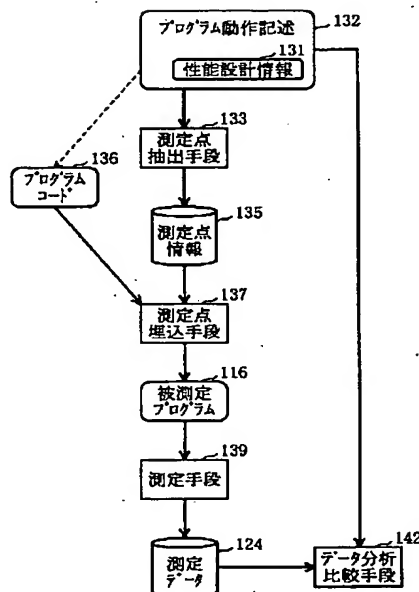 プログラム動作記述
132
131
性能設計情報
133
測定点
抽出手段
136
プログラム
コード
135
測定点
情報
137
測定点
埋込手段
116
被測定
プログラム
139
測定手段
124
測定
データ
142
データ分析
比較手段